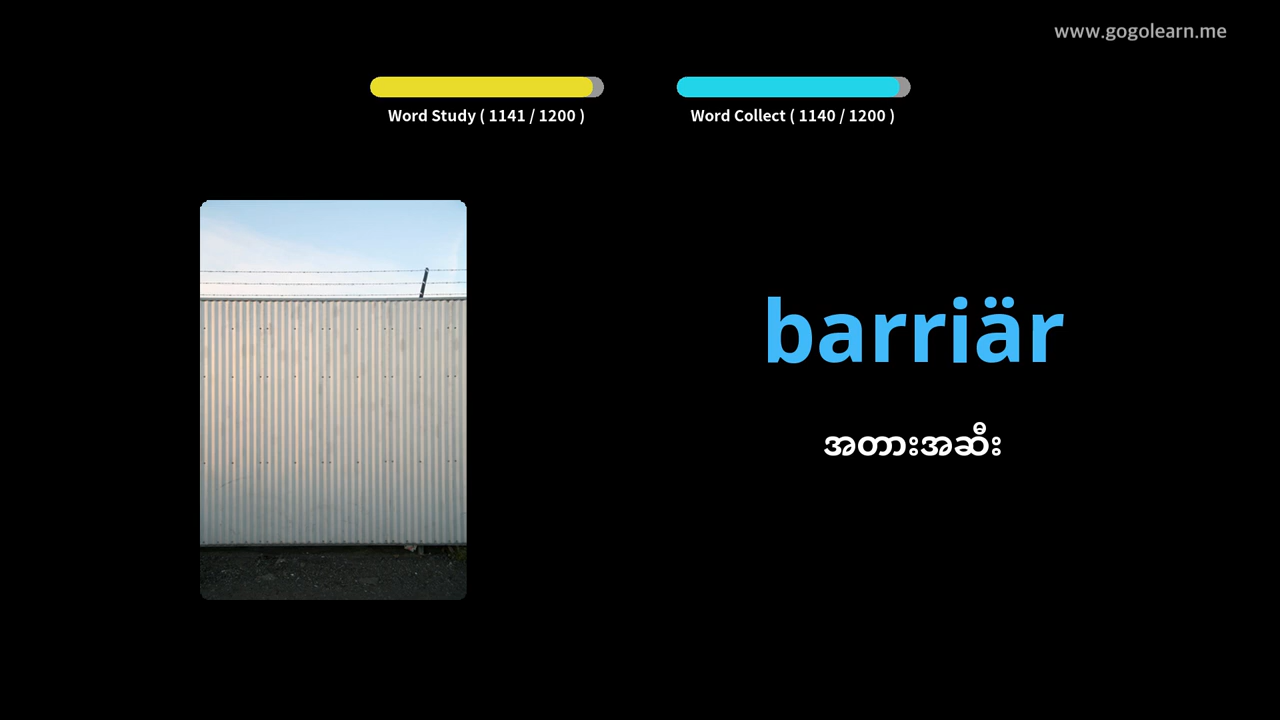 www.gogolearn.me
Word Study ( 1141 / 1200 )
Word Collect ( 1140 / 1200 )
barriär
အတားအဆီး